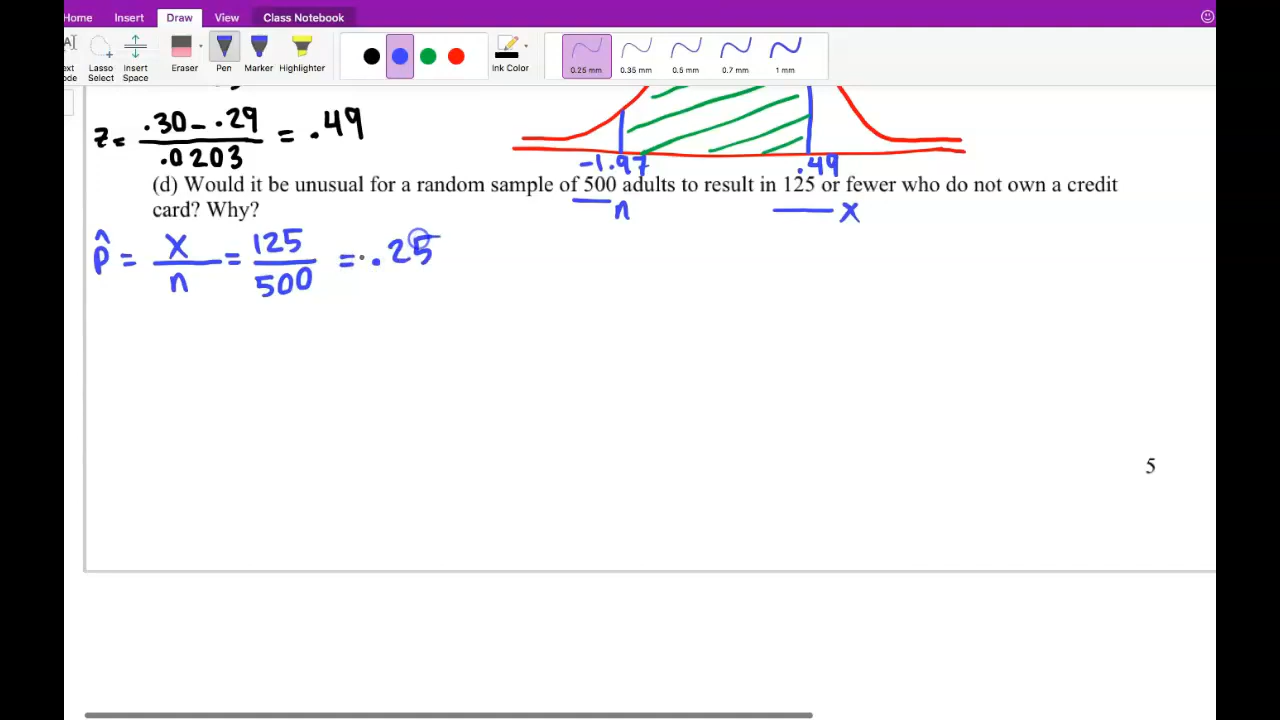 Home Insert Draw View Class Notebook
Lasso Select Insert Space Eraser Pen Marker Highlighter Ink Color 0.25 mm 0.35 mm 0.5 mm 0.7 mm 1 mm
z = .30 - .29 / .0203 = .49
-1.97 .49
(d) Would it be unusual for a random sample of 500 adults to result in 125 or fewer who do not own a credit
card? Why?
n x
p̂ = x / n = 125 / 500 = .25
5